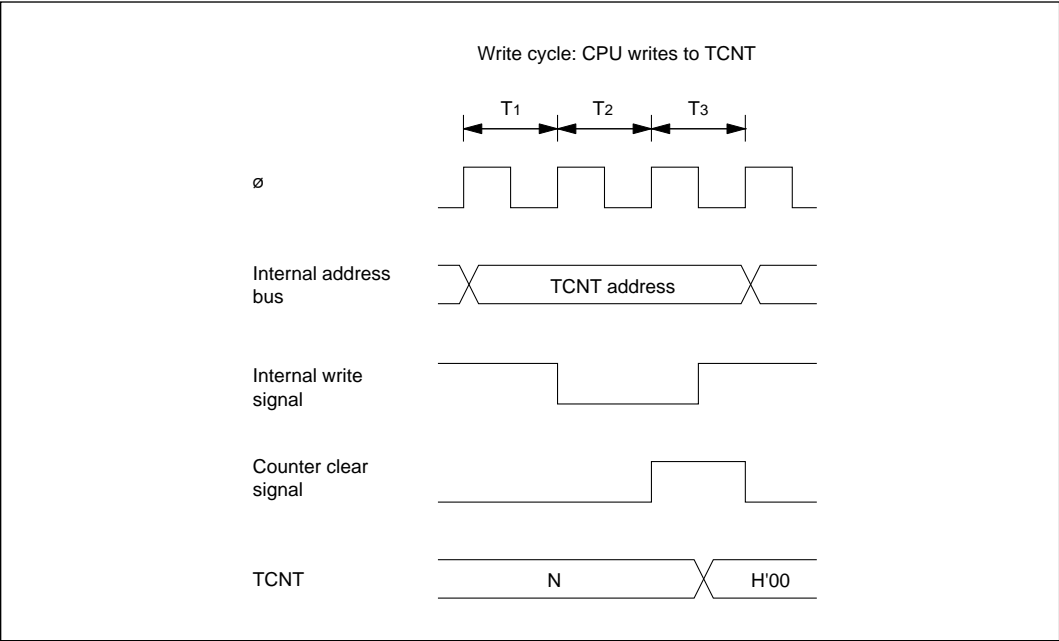 Write cycle: CPU writes to TCNT
T1 T2 T3
ø
Internal address
bus
TCNT address
Internal write
signal
Counter clear
signal
TCNT
N
H'00